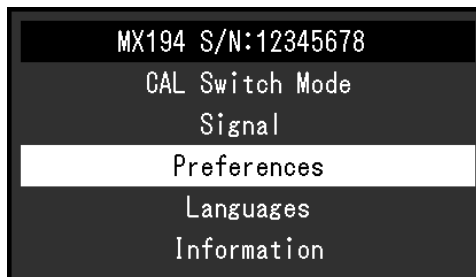 MX194 S/N:12345678
CAL Switch Mode
Signal
Preferences
Languages
Information